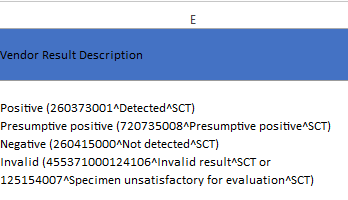 E
Vendor Result Description
Positive (260373001^Detected^SCT)
Presumptive positive (720735008^Presumptive positive^SCT)
Negative (260415000^Not detected^SCT)
Invalid (455371000124106^Invalid result^SCT or
125154007^Specimen unsatisfactory for evaluation^SCT)